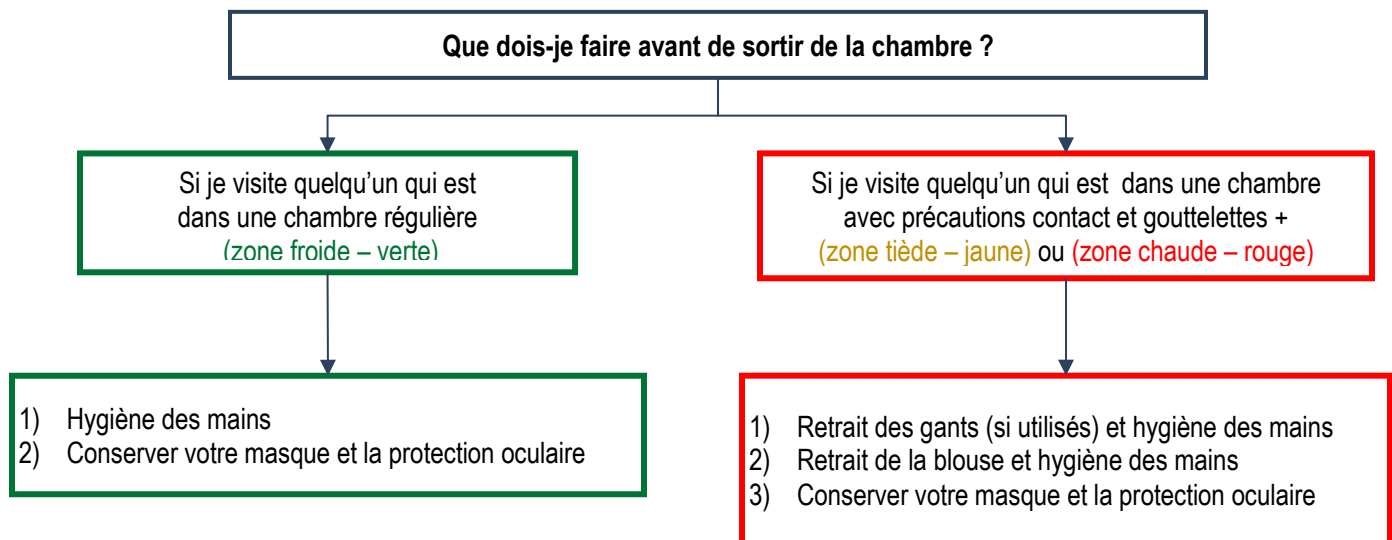 Que dois-je faire avant de sortir de la chambre ?
Si je visite quelqu'un qui est
dans une chambre régulière
(zone froide – verte)
Si je visite quelqu'un qui est  dans une chambre
avec précautions contact et gouttelettes +
(zone tiède – jaune) ou (zone chaude – rouge)
1) Hygiène des mains
2) Conserver votre masque et la protection oculaire
1) Retrait des gants (si utilisés) et hygiène des mains
2) Retrait de la blouse et hygiène des mains
3) Conserver votre masque et la protection oculaire